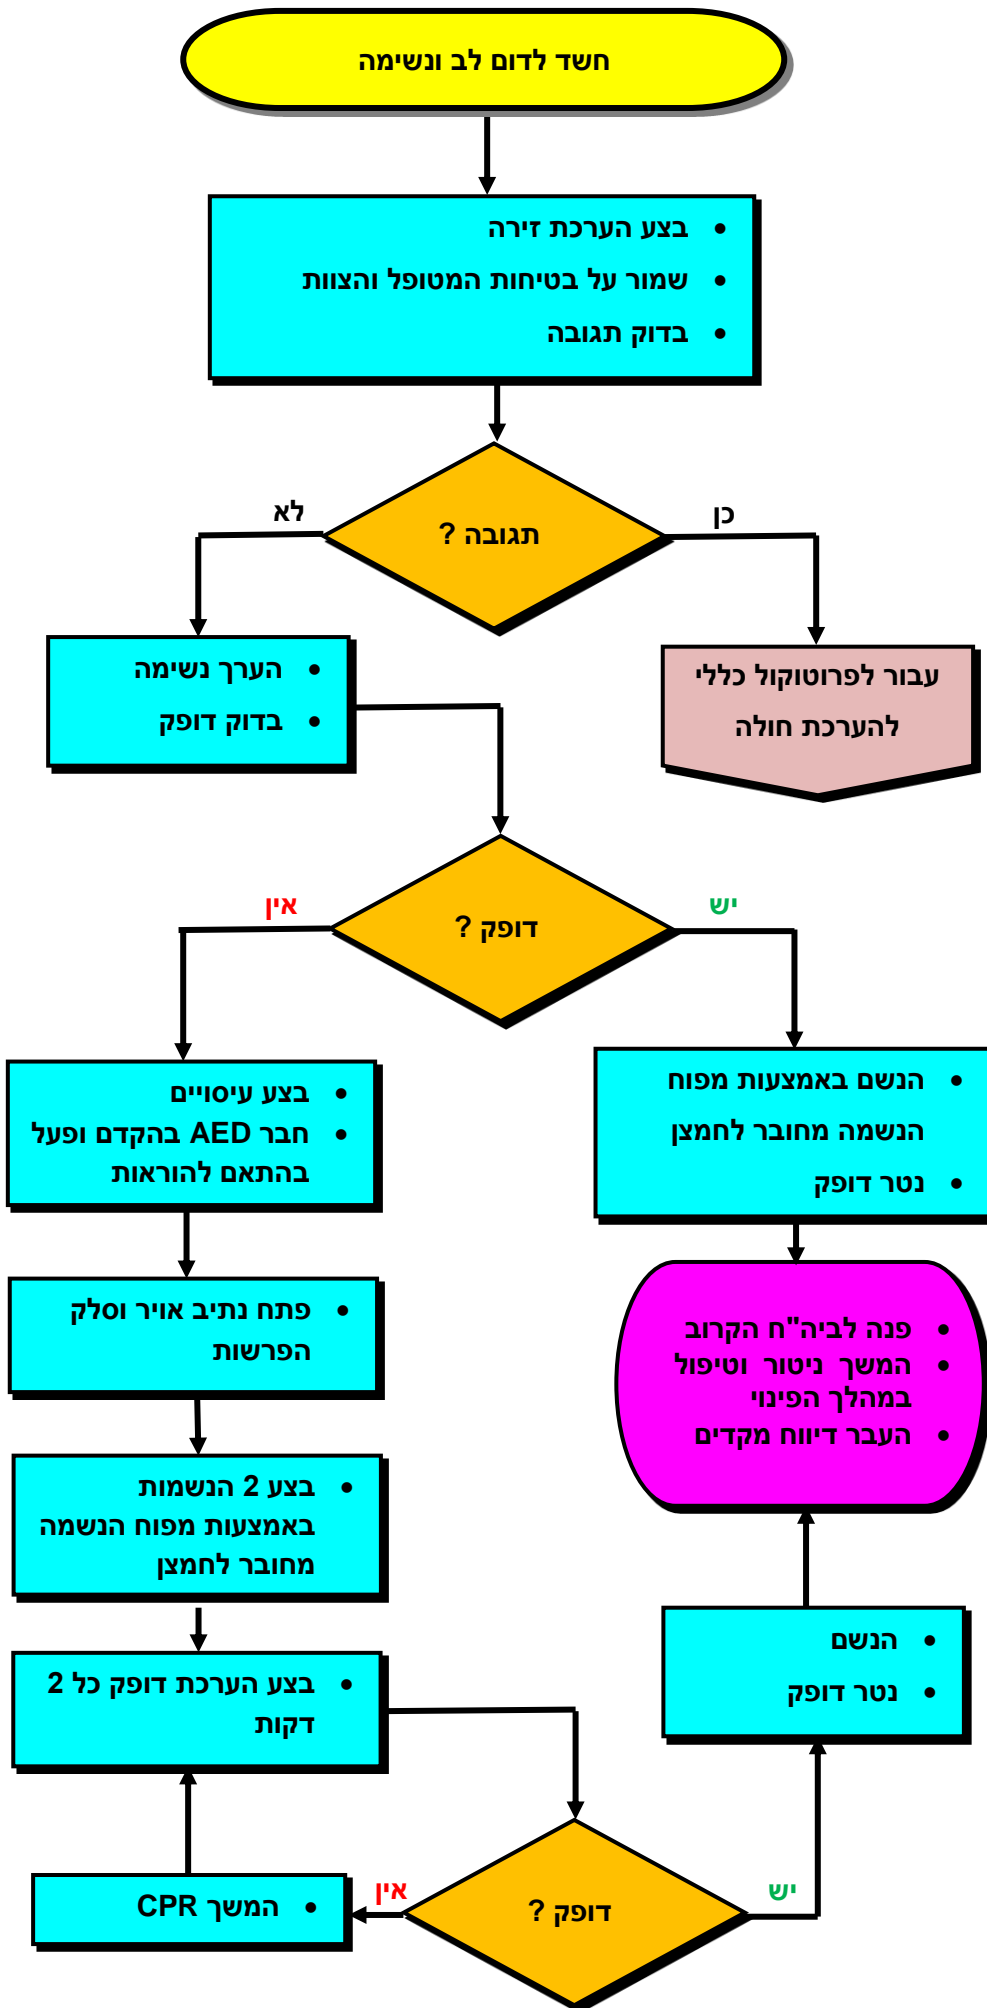 חשד לדום לב ונשימה
• בצע הערכת זירה
• שמור על בטיחות המטופל והצוות
• בדוק תגובה
תגובה ?
כן
לא
עבור לפרוטוקול כללי
להערכת חולה
• הערך נשימה
• בדוק דופק
דופק ?
יש
אין
• הנשם באמצעות מפוח
הנשמה מחובר לחמצן
• נטר דופק
• בצע עיסויים
• חבר AED בהקדם ופעל
בהתאם להוראות
• פנה לביה"ח הקרוב
• המשך ניטור וטיפול
במהלך הפינוי
• העבר דיווח מקדים
• פתח נתיב אויר וסלק
הפרשות
• בצע 2 הנשמות
באמצעות מפוח הנשמה
מחובר לחמצן
• הנשם
• נטר דופק
• בצע הערכת דופק כל 2
דקות
דופק ?
יש
אין
• המשך CPR